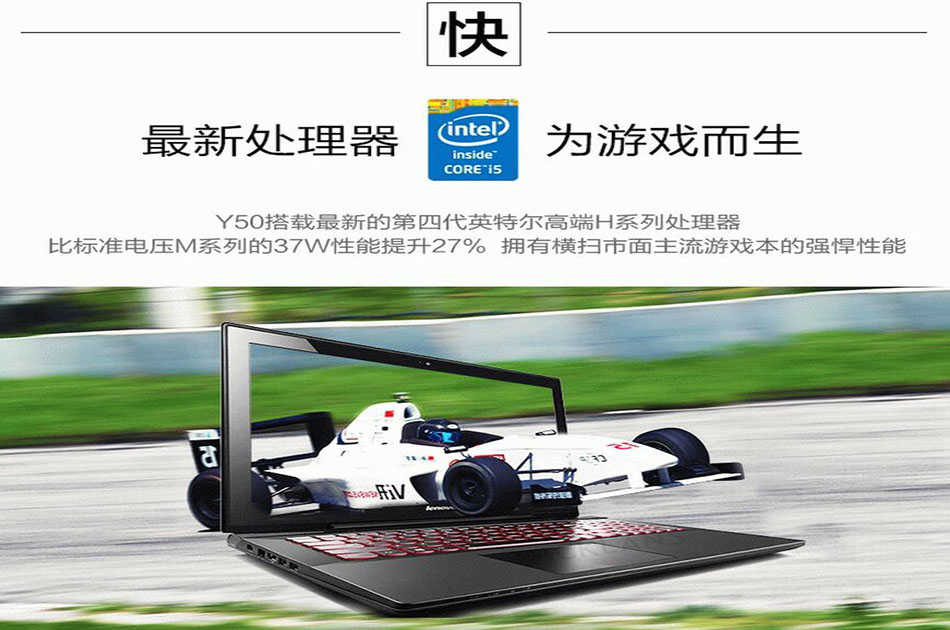 快
最新处理器
intel
inside™
CORE™i5
为游戏而生
Y50搭载最新的第四代英特尔高端H系列处理器
比标准电压M系列的37W性能提升27% 拥有横扫市面主流游戏本的强悍性能
lenovo